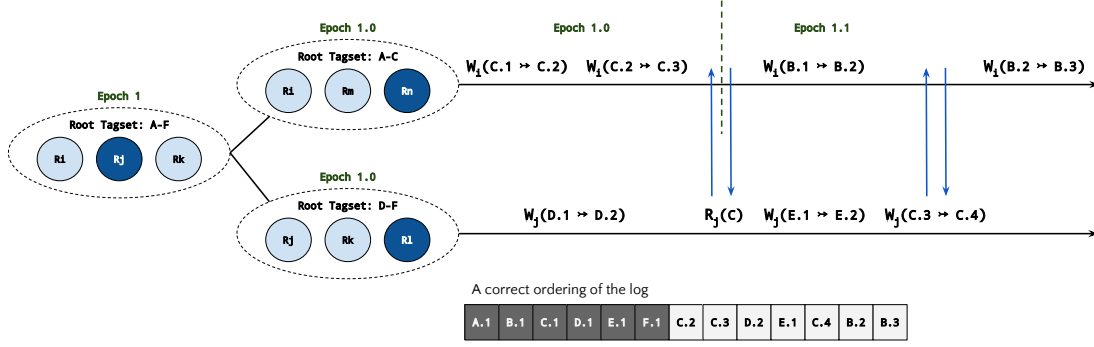 Epoch 1
Root Tagset: A-F
Ri Rj Rk
Epoch 1.0
Root Tagset: A-C
Ri Rm Rn
Epoch 1.0
Root Tagset: D-F
Rj Rk Rl
Epoch 1.0 Epoch 1.1
Wi(C.1 ↣ C.2) Wi(C.2 ↣ C.3) Wi(B.1 ↣ B.2) Wi(B.2 ↣ B.3)
Wj(D.1 ↣ D.2) Rj(C) Wj(E.1 ↣ E.2) Wj(C.3 ↣ C.4)
A correct ordering of the log
A.1 B.1 C.1 D.1 E.1 F.1 C.2 C.3 D.2 E.1 C.4 B.2 B.3